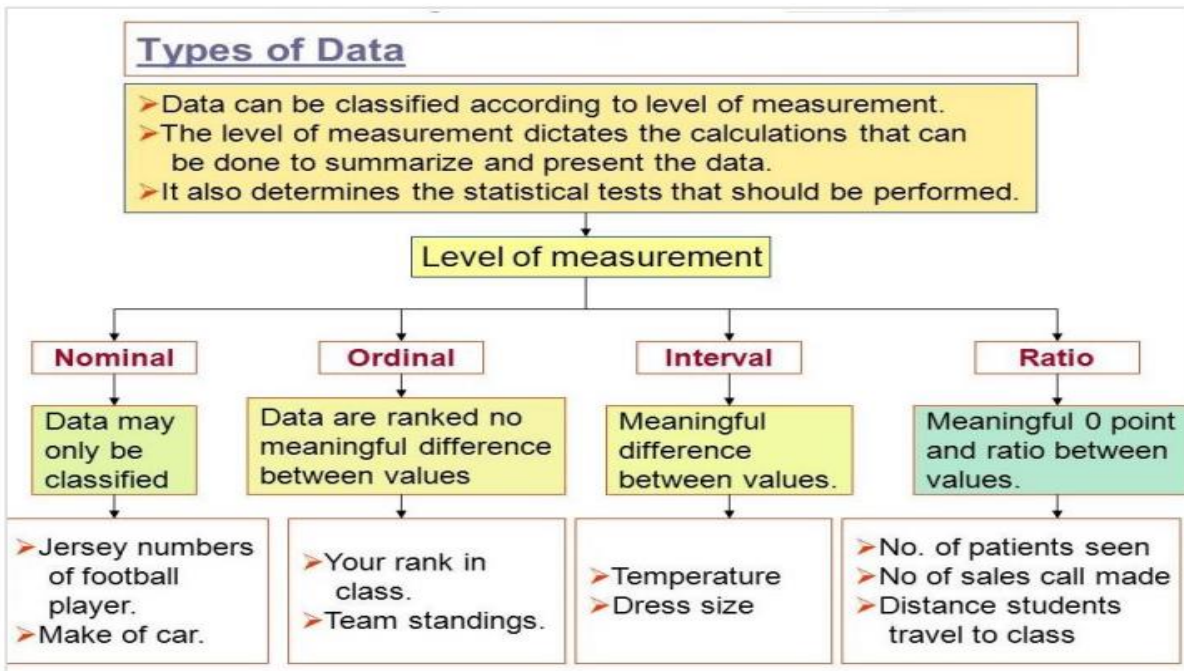 Types of Data
➤Data can be classified according to level of measurement.
➤The level of measurement dictates the calculations that can
be done to summarize and present the data.
➤It also determines the statistical tests that should be performed.
Level of measurement
Nominal
Data may
only be
classified
➤Jersey numbers
of football
player.
➤Make of car.
Ordinal
Data are ranked no
meaningful difference
between values
➤Your rank in
class.
➤Team standings.
Interval
Meaningful
difference
between values.
➤Temperature
➤Dress size
Ratio
Meaningful 0 point
and ratio between
values.
➤No. of patients seen
➤No of sales call made
➤Distance students
travel to class